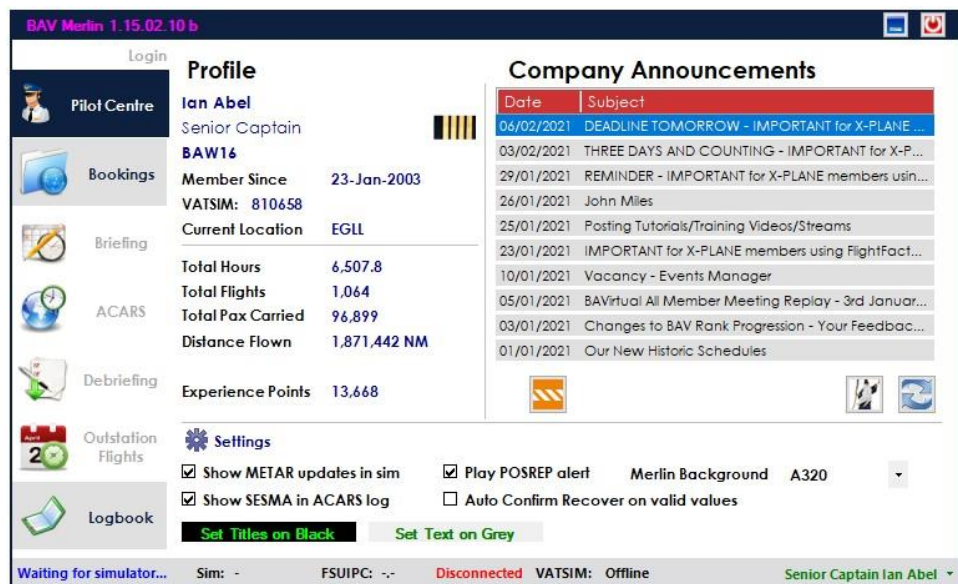 BAV Merlin 1.15.02.10 b
Login
Pilot Centre
Bookings
Briefing
ACARS
Debriefing
April
2
Outstation
Flights
Logbook
Profile
Ian Abel
Senior Captain
BAW16
Member Since 23-Jan-2003
VATSIM: 810658
Current Location EGLL
Total Hours 6,507.8
Total Flights 1,064
Total Pax Carried 96,899
Distance Flown 1,871,442 NM
Experience Points 13,668
Company Announcements
Date Subject
06/02/2021 DEADLINE TOMORROW - IMPORTANT for X-PLANE ...
03/02/2021 THREE DAYS AND COUNTING - IMPORTANT for X-P...
29/01/2021 REMINDER - IMPORTANT for X-PLANE members usin...
26/01/2021 John Miles
25/01/2021 Posting Tutorials/Training Videos/Streams
23/01/2021 IMPORTANT for X-PLANE members using FlightFact...
10/01/2021 Vacancy - Events Manager
05/01/2021 BAVirtual All Member Meeting Replay - 3rd Januar...
03/01/2021 Changes to BAV Rank Progression - Your Feedbac...
01/01/2021 Our New Historic Schedules
Settings
Show METAR updates in sim Play POSREP alert Merlin Background A320
Show SESMA in ACARS log Auto Confirm Recover on valid values
Set Titles on Black Set Text on Grey
Waiting for simulator... Sim: - FSUIPC: -.- Disconnected VATSIM: Offline Senior Captain Ian Abel